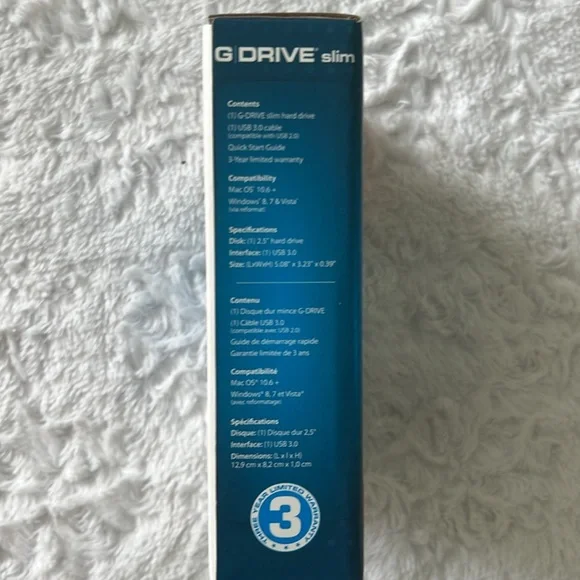 G DRIVE® slim
Contents
(1) G-DRIVE slim hard drive
(1) USB 3.0 cable
(compatible with USB 2.0)
Quick Start Guide
3-Year limited warranty
Compatibility
Mac OS® 10.6 +
Windows® 8, 7 & Vista®
(via reformat)
Specifications
Disk: (1) 2.5" hard drive
Interface: (1) USB 3.0
Size: (LxWxH) 5.08" x 3.23" x 0.39"
Contenu
(1) Disque dur mince G-DRIVE
(1) Câble USB 3.0
(compatible avec USB 2.0)
Guide de démarrage rapide
Garantie limitée de 3 ans
Compatibilité
Mac OS® 10.6 +
Windows® 8, 7 et Vista®
(avec reformatage)
Spécifications
Disque: (1) Disque dur 2,5"
Interface: (1) USB 3.0
Dimensions: (L x l x H)
12,9 cm x 8,2 cm x 1,0 cm
THREE YEAR LIMITED WARRANTY
3